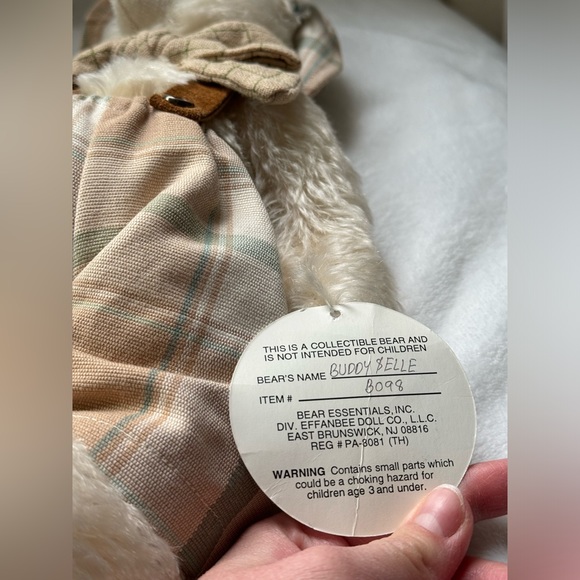 THIS IS A COLLECTIBLE BEAR AND
IS NOT INTENDED FOR CHILDREN
BEAR'S NAME BUDDY BELLE
ITEM # B098
BEAR ESSENTIALS, INC.
DIV. EFFANBEE DOLL CO., L.L.C.
EAST BRUNSWICK, NJ 08816
REG # PA-8081 (TH)
WARNING Contains small parts which
could be a choking hazard for
children age 3 and under.